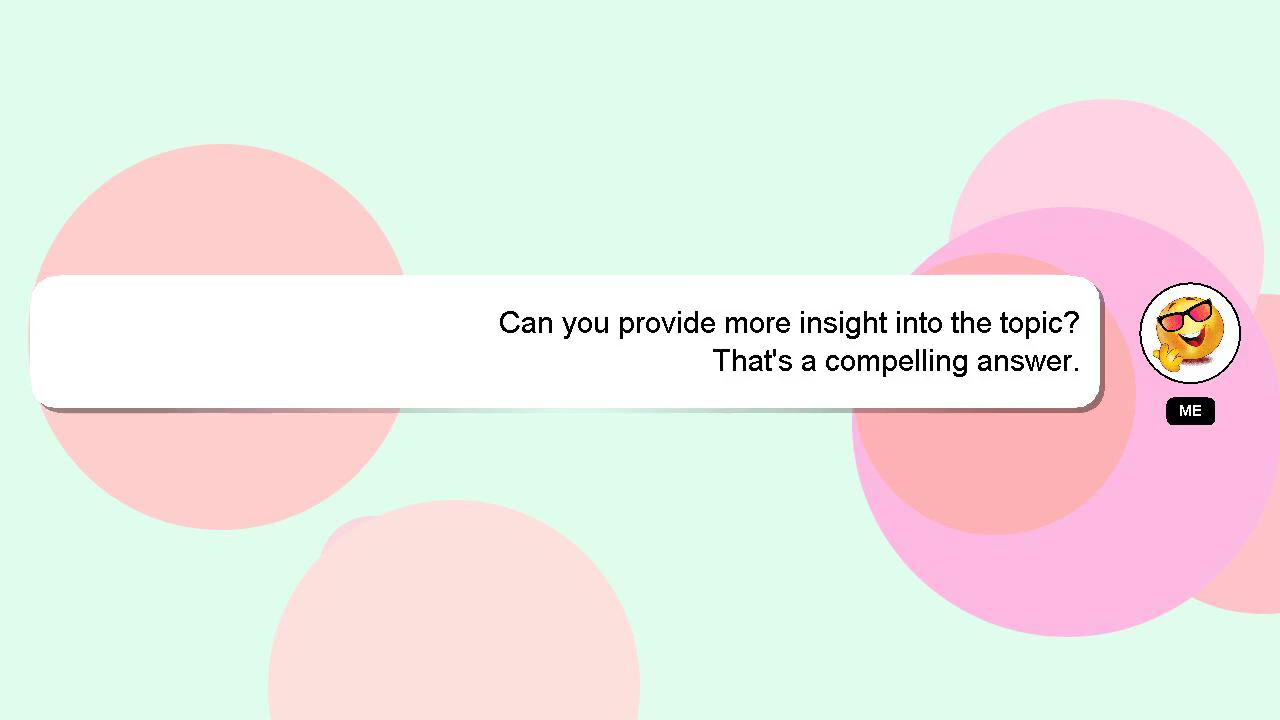 Can you provide more insight into the topic?
That's a compelling answer.
ME